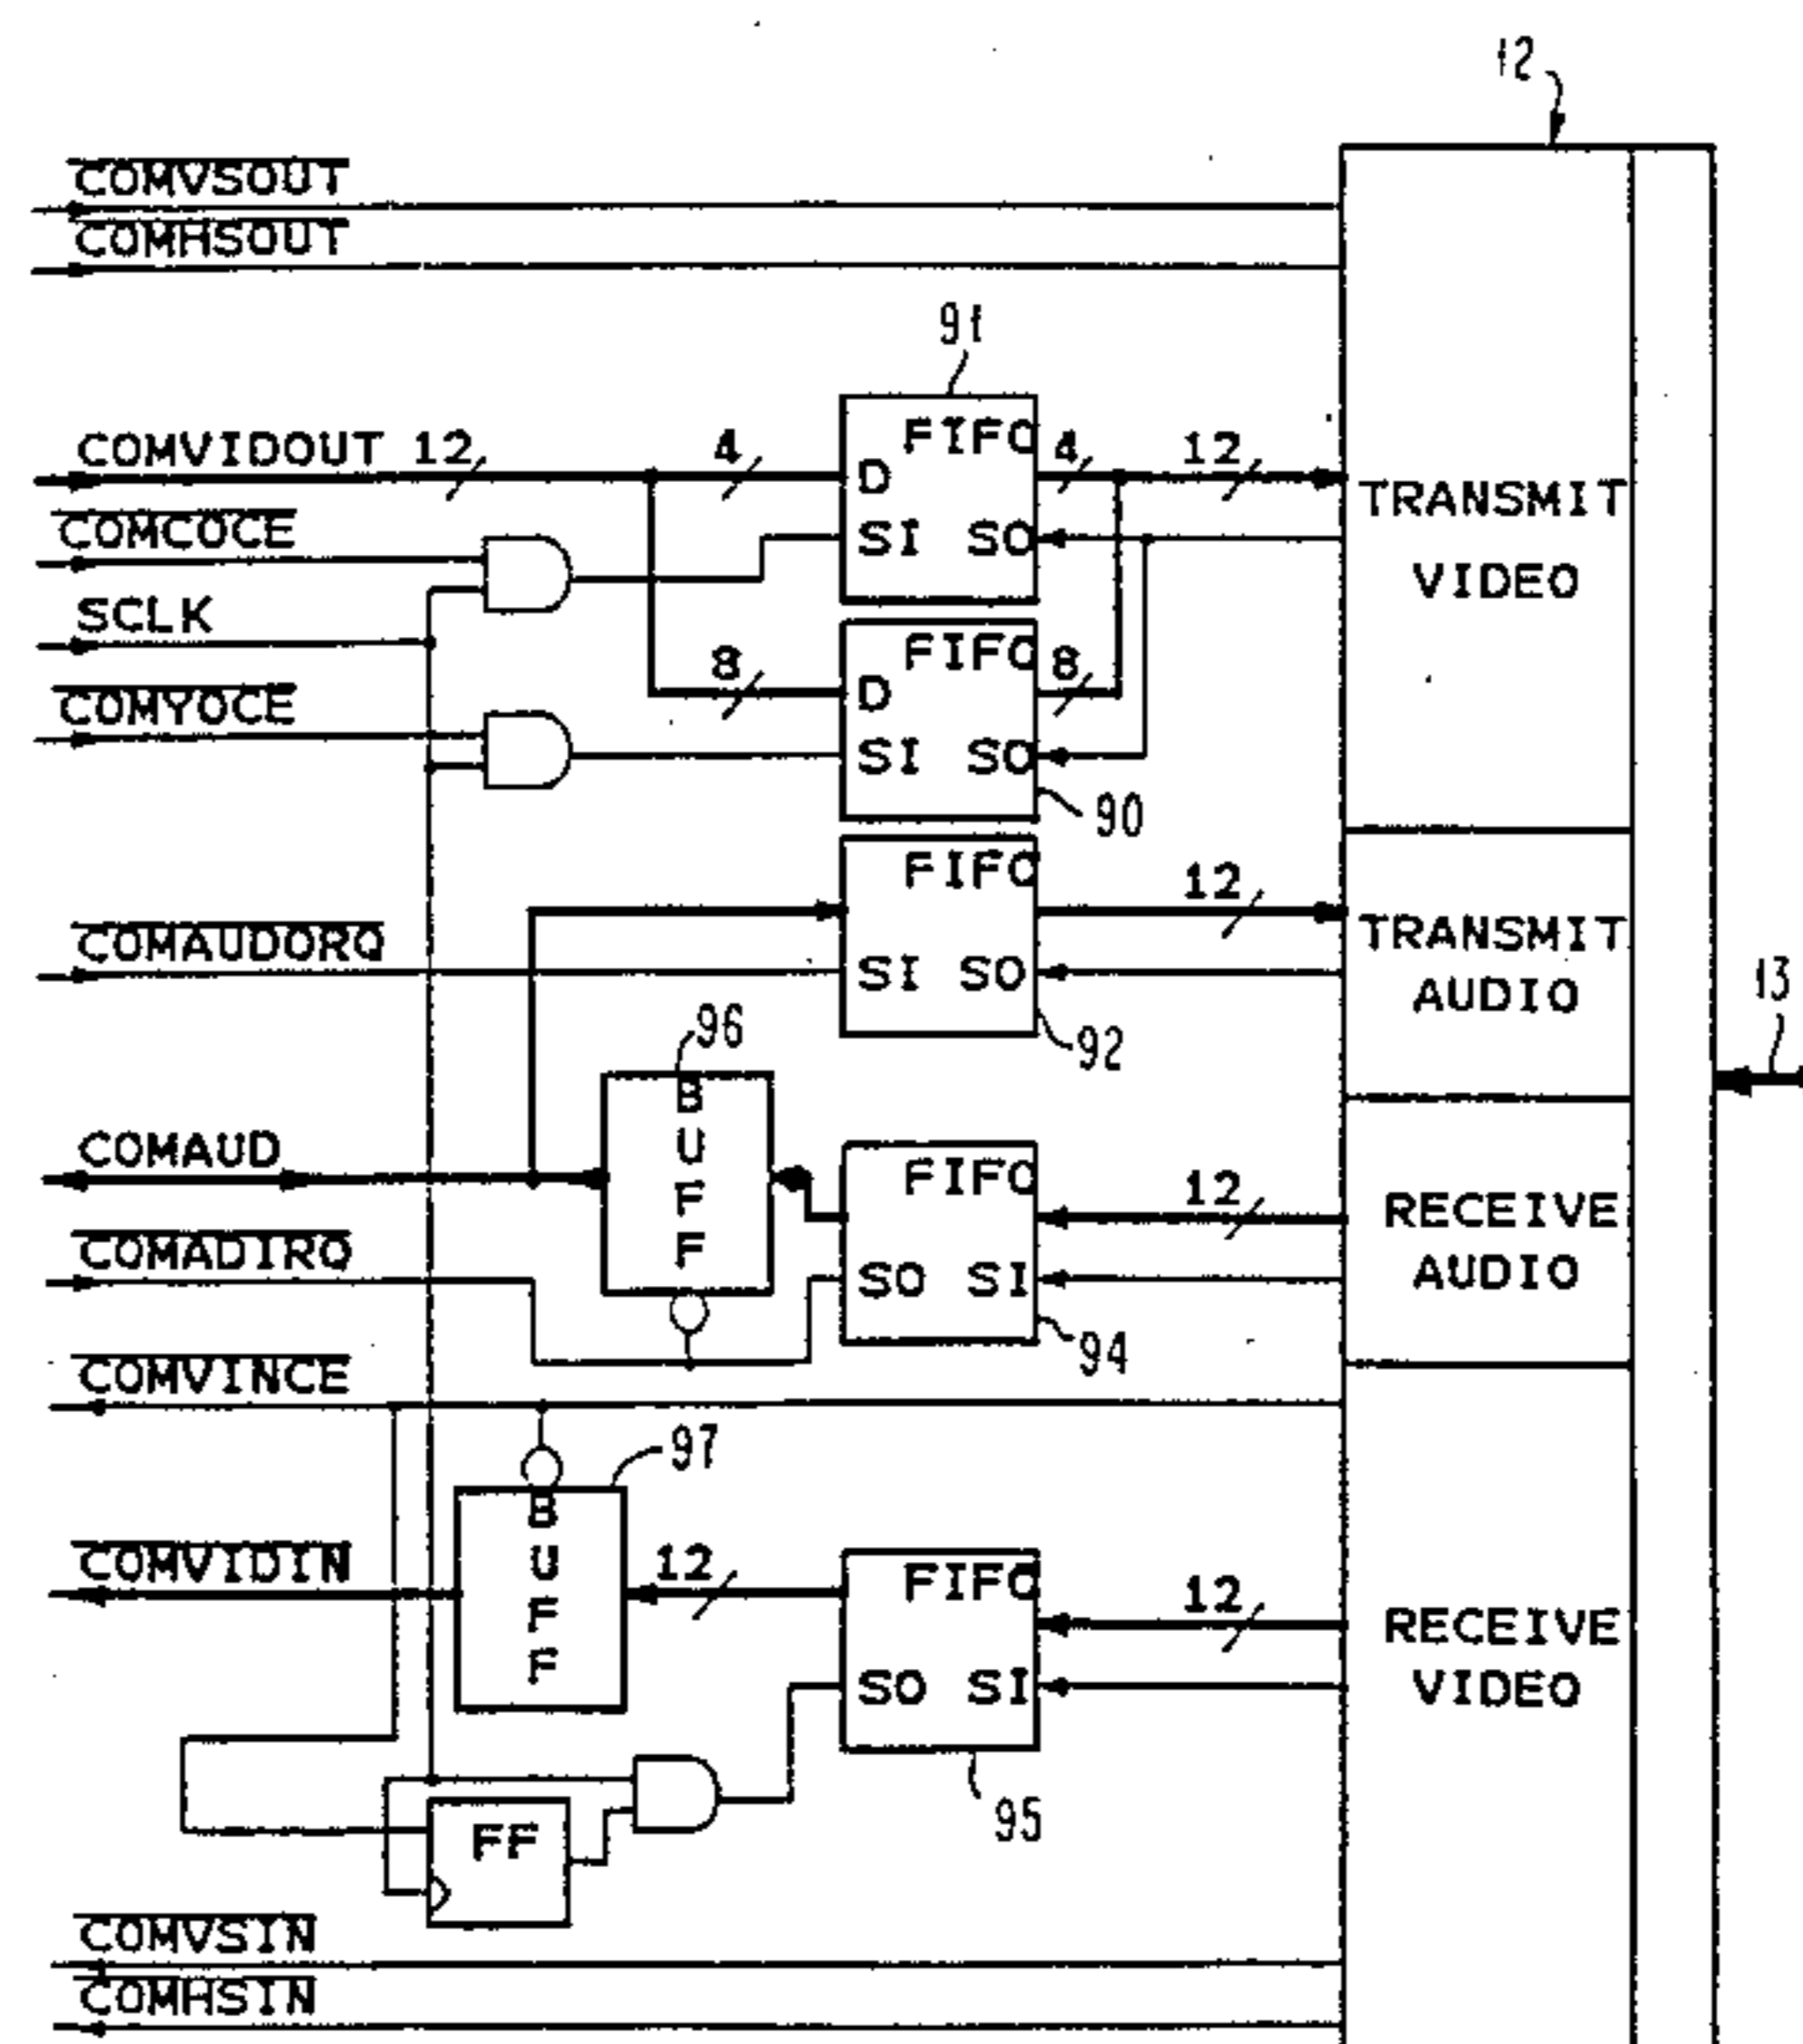 12
COMVSOUT
COMHSOUT
91
FIFO
COMVIDOUT 12 4 D 4 12
TRANSMIT
VIDEO
COMCOCE
SI SO
SCLK
FIFO
8 D 8
COMYOCE
SI SO
90
FIFO
12
TRANSMIT
AUDIO
COMAUDORQ
SI SO
13
92
96
BUFF
COMAUD
FIFO
12
RECEIVE
AUDIO
COMADIRQ
SO SI
94
COMVINCE
97
BUFF
COMVIDIN
12
FIFO
12
RECEIVE
VIDEO
SO SI
95
FF
COMVSIN
COMHSIN